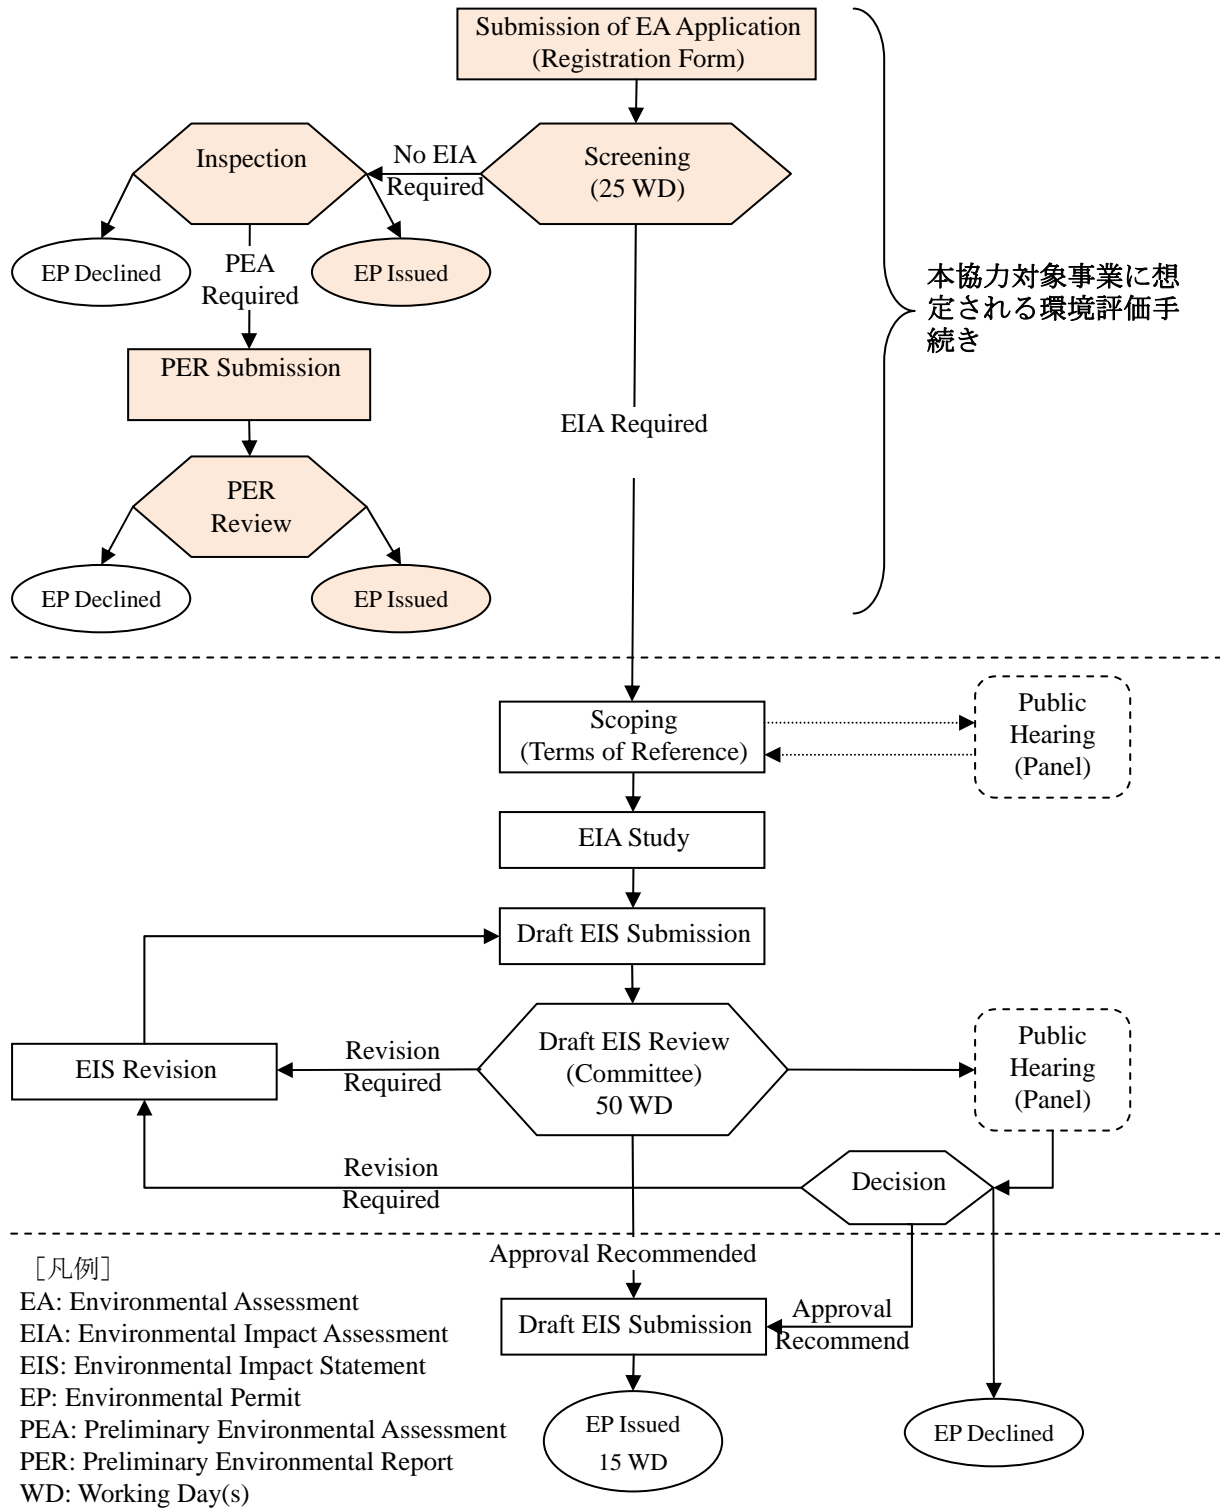 Submission of EA Application
(Registration Form)
Inspection
No EIA
Required
Screening
(25 WD)
EP Declined
PEA
Required
EP Issued
本協力対象事業に想
定される環境評価手
続き
PER Submission
EIA Required
PER
Review
EP Declined
EP Issued
Scoping
(Terms of Reference)
Public
Hearing
(Panel)
EIA Study
Draft EIS Submission
EIS Revision
Revision
Required
Draft EIS Review
(Committee)
50 WD
Public
Hearing
(Panel)
Revision
Required
Decision
Approval Recommended
Draft EIS Submission
Approval
Recommend
EP Issued
15 WD
EP Declined
［凡例］
EA: Environmental Assessment
EIA: Environmental Impact Assessment
EIS: Environmental Impact Statement
EP: Environmental Permit
PEA: Preliminary Environmental Assessment
PER: Preliminary Environmental Report
WD: Working Day(s)